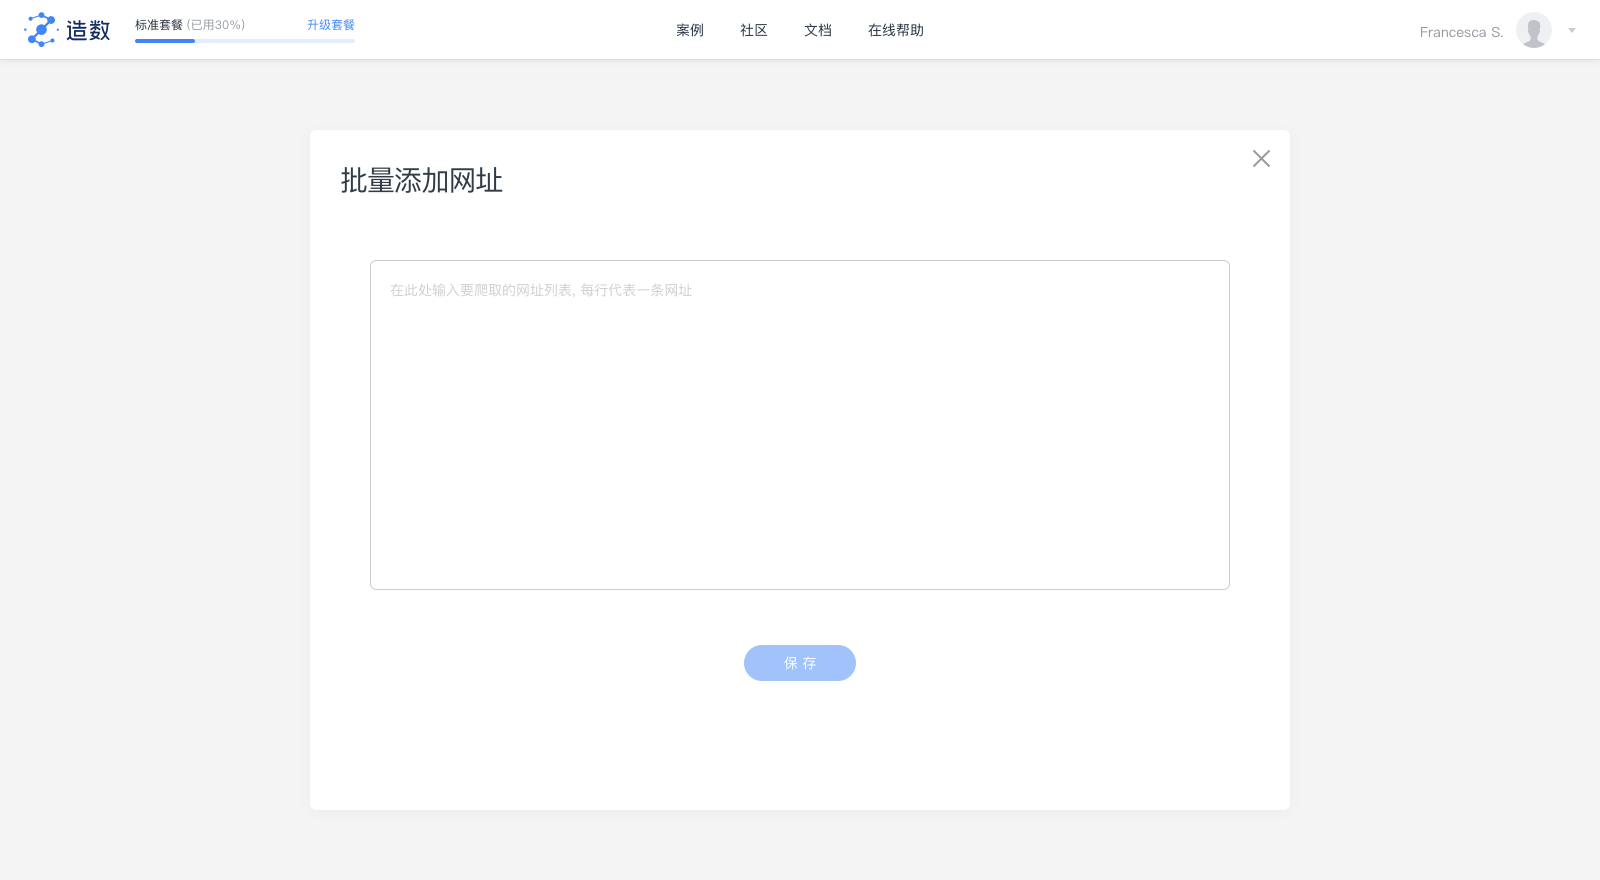 造数
标准套餐 (已用30%)
升级套餐
案例
社区
文档
在线帮助
Francesca S.
批量添加网址
在此处输入要爬取的网址列表, 每行代表一条网址
保 存